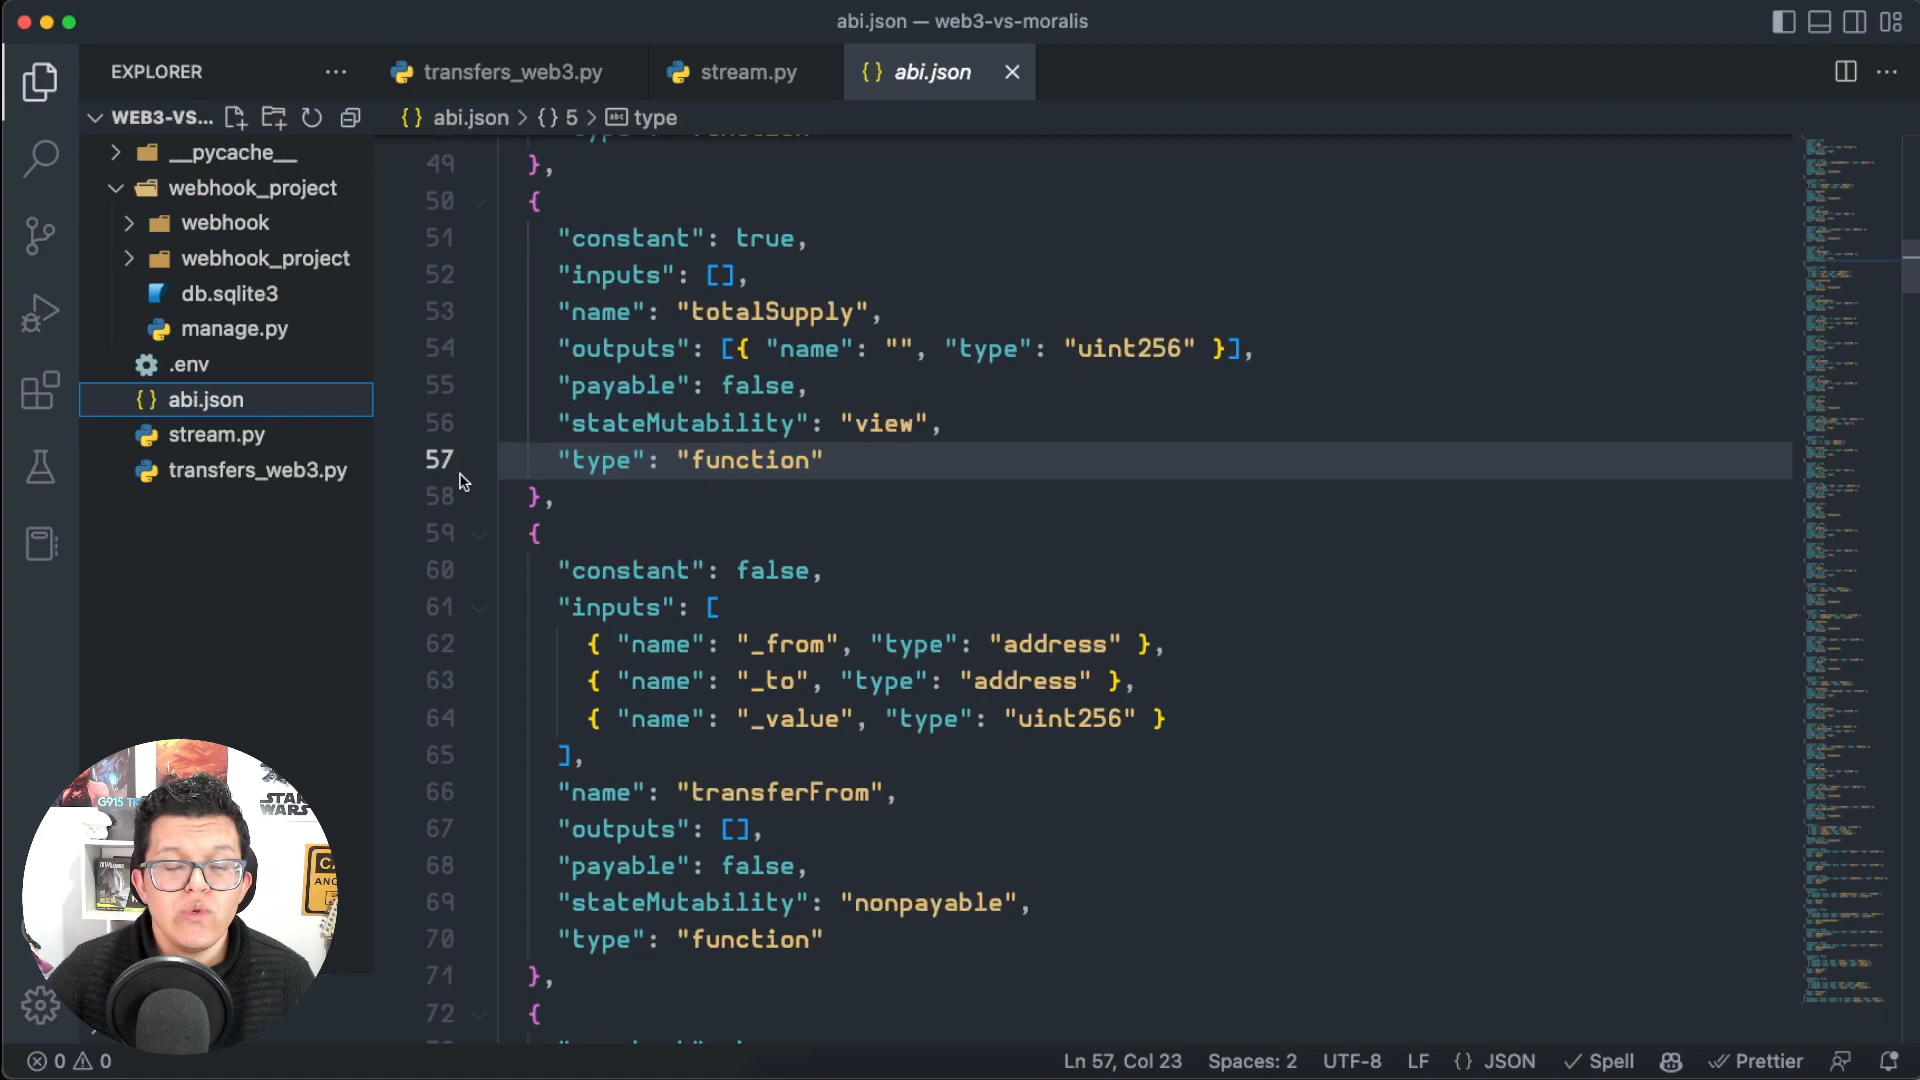 abi.json — web3-vs-moralis
EXPLORER
transfers_web3.py
stream.py
{} abi.json
WEB3-VS...
{} abi.json > {} 5 > abc type
__pycache__
webhook_project
webhook
webhook_project
db.sqlite3
manage.py
.env
{} abi.json
stream.py
transfers_web3.py
49 },
50 {
51 "constant": true,
52 "inputs": [],
53 "name": "totalSupply",
54 "outputs": [{ "name": "", "type": "uint256" }],
55 "payable": false,
56 "stateMutability": "view",
57 "type": "function"
58 },
59 {
60 "constant": false,
61 "inputs": [
62 { "name": "_from", "type": "address" },
63 { "name": "_to", "type": "address" },
64 { "name": "_value", "type": "uint256" }
65 ],
66 "name": "transferFrom",
67 "outputs": [],
68 "payable": false,
69 "stateMutability": "nonpayable",
70 "type": "function"
71 },
72 {
G915
STAR
WARS
0 0
Ln 57, Col 23 Spaces: 2 UTF-8 LF {} JSON Spell Prettier